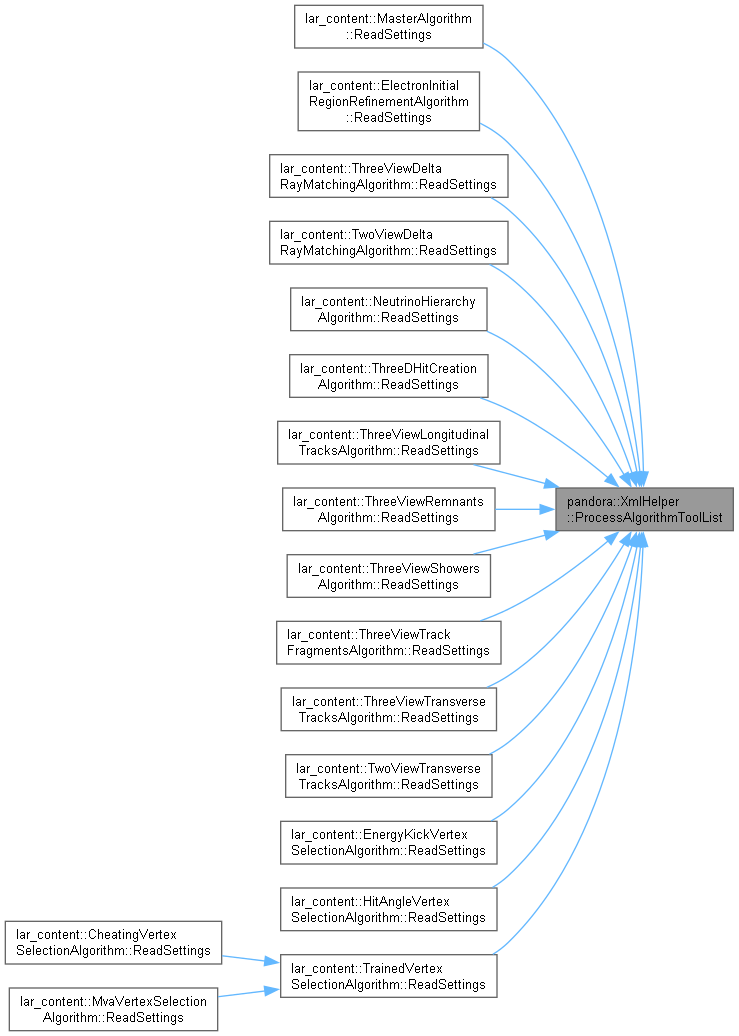 lar_content::MasterAlgorithm
::ReadSettings
lar_content::ElectronInitial
RegionRefinementAlgorithm
::ReadSettings
lar_content::ThreeViewDelta
RayMatchingAlgorithm::ReadSettings
lar_content::TwoViewDelta
RayMatchingAlgorithm::ReadSettings
lar_content::NeutrinoHierarchy
Algorithm::ReadSettings
lar_content::ThreeDHitCreation
Algorithm::ReadSettings
lar_content::ThreeViewLongitudinal
TracksAlgorithm::ReadSettings
lar_content::ThreeViewRemnants
Algorithm::ReadSettings
pandora::XmlHelper
::ProcessAlgorithmToolList
lar_content::ThreeViewShowers
Algorithm::ReadSettings
lar_content::ThreeViewTrack
FragmentsAlgorithm::ReadSettings
lar_content::ThreeViewTransverse
TracksAlgorithm::ReadSettings
lar_content::TwoViewTransverse
TracksAlgorithm::ReadSettings
lar_content::EnergyKickVertex
SelectionAlgorithm::ReadSettings
lar_content::HitAngleVertex
SelectionAlgorithm::ReadSettings
lar_content::CheatingVertex
SelectionAlgorithm::ReadSettings
lar_content::TrainedVertex
SelectionAlgorithm::ReadSettings
lar_content::MvaVertexSelection
Algorithm::ReadSettings